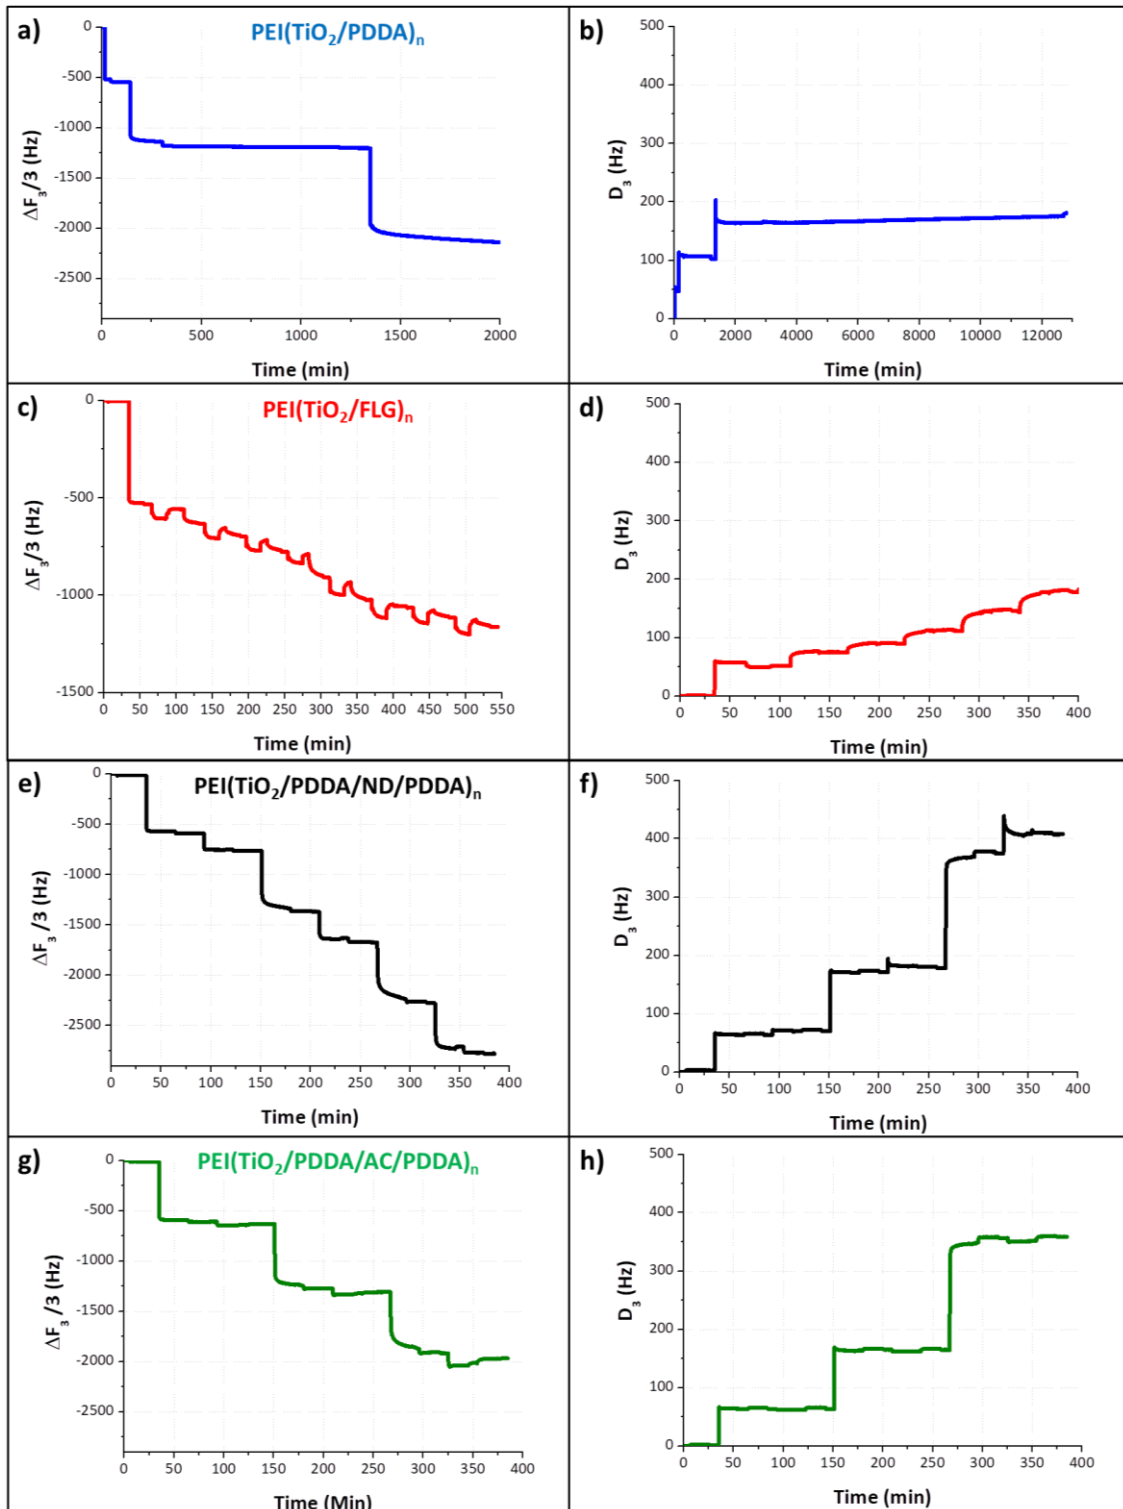 a)
PEI(TiO₂/PDDA)ₙ
0
-500
-1000
-1500
-2000
-2500
ΔF₃/3 (Hz)
0 500 1000 1500 2000
Time (min)
b)
500
400
300
200
100
0
D₃ (Hz)
0 2000 4000 6000 8000 10000 12000
Time (min)
c)
PEI(TiO₂/FLG)ₙ
0
-500
-1000
-1500
ΔF₃/3 (Hz)
0 50 100 150 200 250 300 350 400 450 500 550
Time (min)
d)
500
400
300
200
100
0
D₃ (Hz)
0 50 100 150 200 250 300 350 400
Time (min)
e)
PEI(TiO₂/PDDA/ND/PDDA)ₙ
0
-500
-1000
-1500
-2000
-2500
ΔF₃/3 (Hz)
0 50 100 150 200 250 300 350 400
Time (min)
f)
500
400
300
200
100
0
D₃ (Hz)
0 50 100 150 200 250 300 350 400
Time (min)
g)
PEI(TiO₂/PDDA/AC/PDDA)ₙ
0
-500
-1000
-1500
-2000
-2500
ΔF₃/3 (Hz)
0 50 100 150 200 250 300 350 400
Time (Min)
h)
500
400
300
200
100
0
D₃ (Hz)
0 50 100 150 200 250 300 350 400
Time (min)